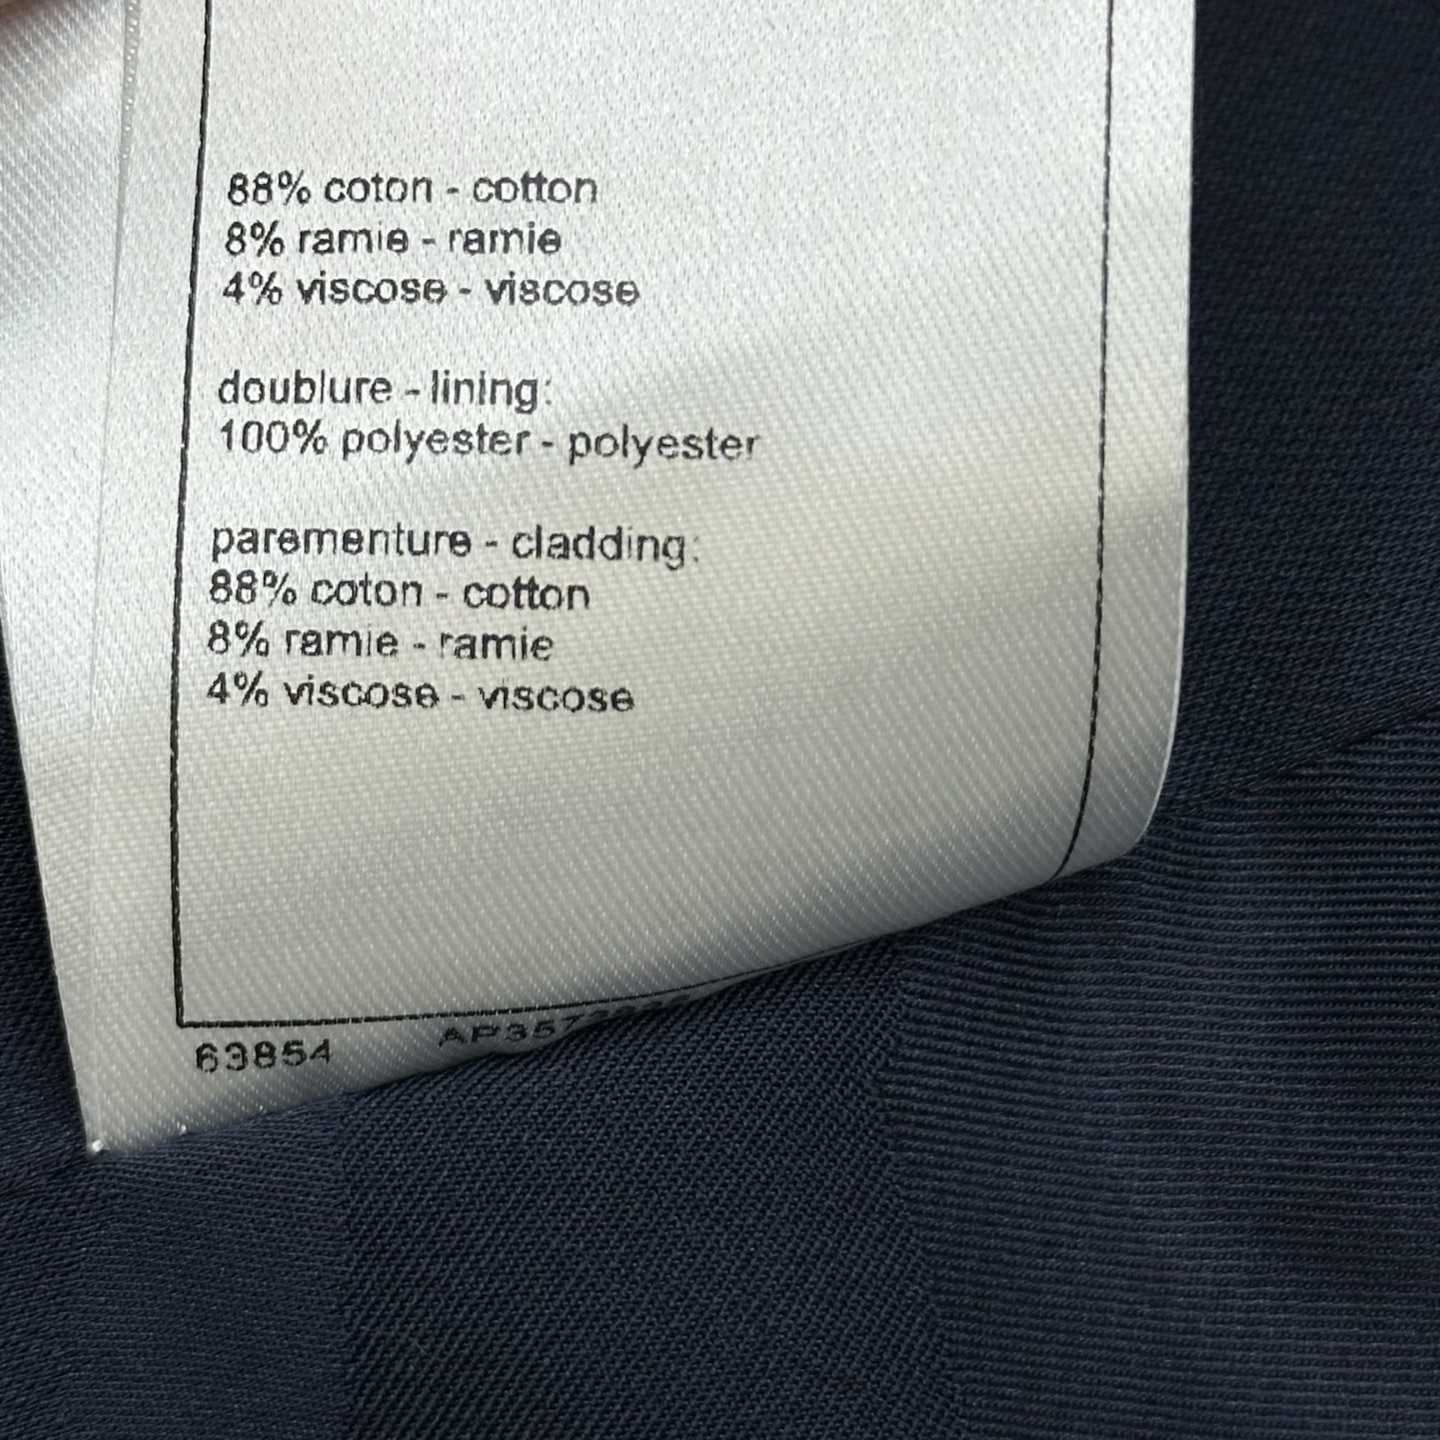 88% coton - cotton
8% ramie - ramie
4% viscose - viscose
doublure - lining:
100% polyester - polyester
parementure - cladding:
88% coton - cotton
8% ramie - ramie
4% viscose - viscose
63854